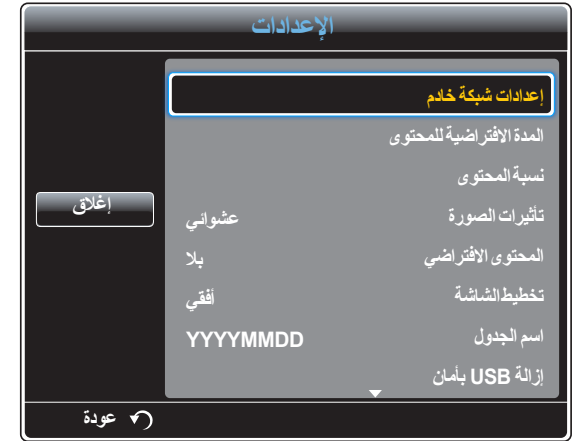 الإعدادات
إعدادات شبكة خادم
المدة الافتراضية للمحتوى
نسبة المحتوى
تأثيرات الصورة عشوائي
المحتوى الافتراضي بلا
تخطيط الشاشة أفقي
اسم الجدول YYYYMMDD
إزالة USB بأمان
إغلاق
عودة